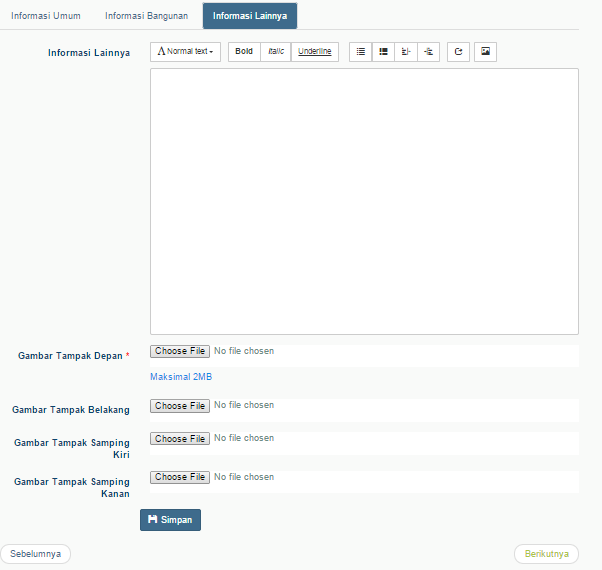 Informasi Umum Informasi Bangunan Informasi Lainnya
Informasi Lainnya
A Normal text Bold Italic Underline
Gambar Tampak Depan * Choose File No file chosen
Maksimal 2MB
Gambar Tampak Belakang Choose File No file chosen
Gambar Tampak Samping Kiri Choose File No file chosen
Gambar Tampak Samping Kanan Choose File No file chosen
Simpan
Sebelumnya Berikutnya